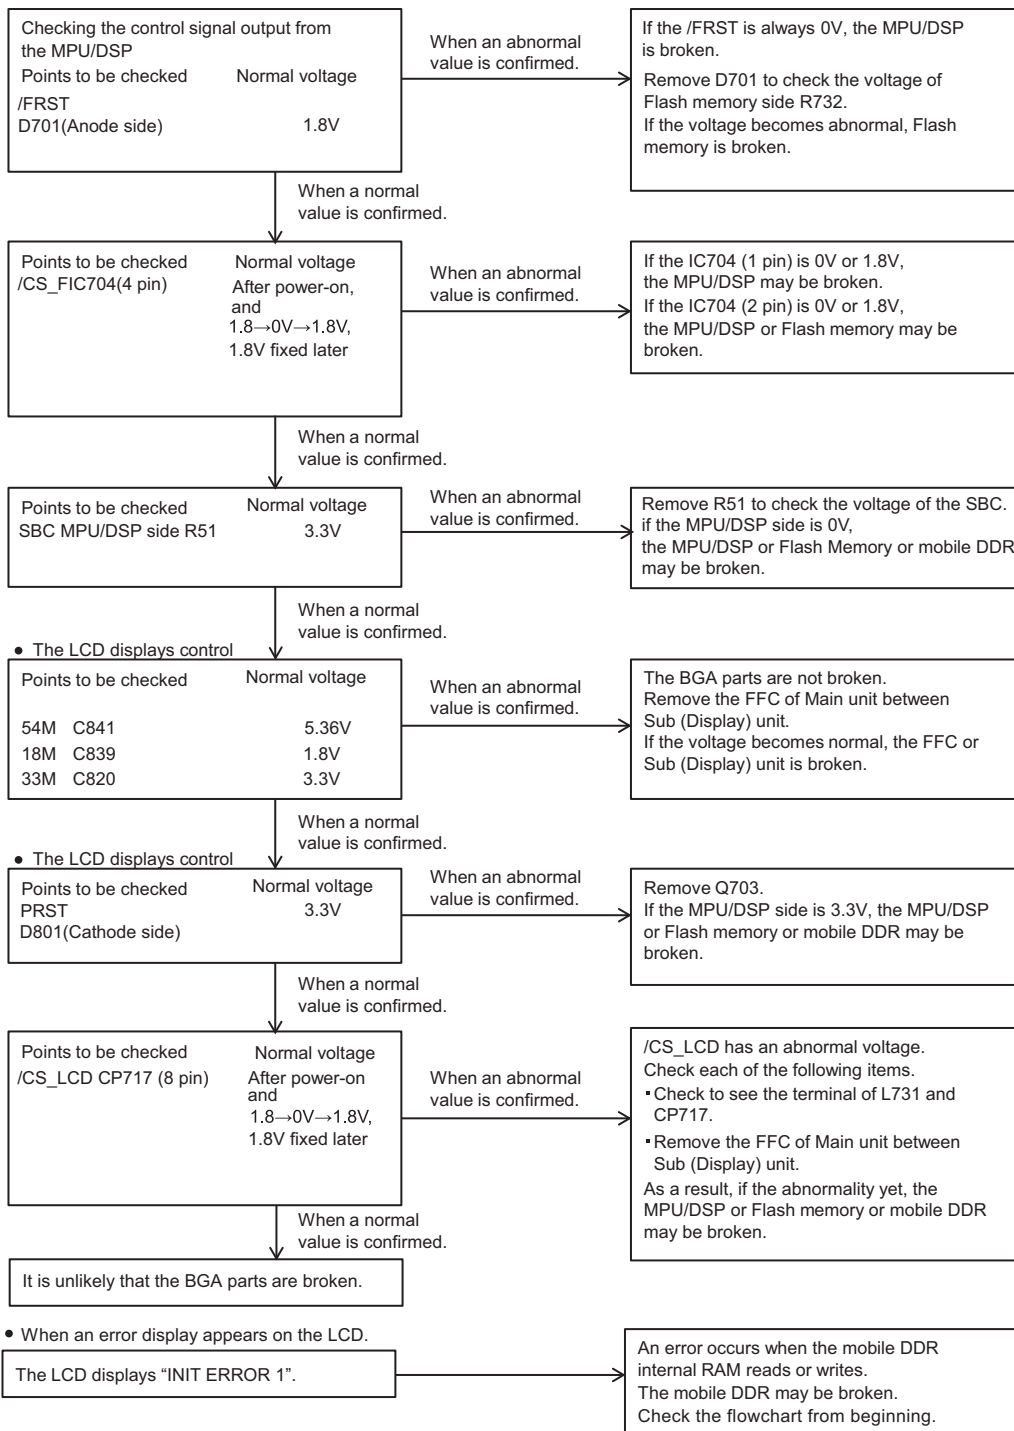 Checking the control signal output from
the MPU/DSP
Points to be checked Normal voltage
/FRST
D701(Anode side) 1.8V
When an abnormal
value is confirmed.
If the /FRST is always 0V, the MPU/DSP
is broken.
Remove D701 to check the voltage of
Flash memory side R732.
If the voltage becomes abnormal, Flash
memory is broken.
When a normal
value is confirmed.
Points to be checked Normal voltage
/CS_FIC704(4 pin) After power-on,
and
1.8→0V→1.8V,
1.8V fixed later
When an abnormal
value is confirmed.
If the IC704 (1 pin) is 0V or 1.8V,
the MPU/DSP may be broken.
If the IC704 (2 pin) is 0V or 1.8V,
the MPU/DSP or Flash memory may be
broken.
When a normal
value is confirmed.
Points to be checked Normal voltage
SBC MPU/DSP side R51 3.3V
When an abnormal
value is confirmed.
Remove R51 to check the voltage of the SBC.
if the MPU/DSP side is 0V,
the MPU/DSP or Flash Memory or mobile DDR
may be broken.
When a normal
value is confirmed.
• The LCD displays control
Points to be checked Normal voltage
54M C841 5.36V
18M C839 1.8V
33M C820 3.3V
When an abnormal
value is confirmed.
The BGA parts are not broken.
Remove the FFC of Main unit between
Sub (Display) unit.
If the voltage becomes normal, the FFC or
Sub (Display) unit is broken.
When a normal
value is confirmed.
• The LCD displays control
Points to be checked Normal voltage
PRST 3.3V
D801(Cathode side)
When an abnormal
value is confirmed.
Remove Q703.
If the MPU/DSP side is 3.3V, the MPU/DSP
or Flash memory or mobile DDR may be
broken.
When a normal
value is confirmed.
Points to be checked Normal voltage
/CS_LCD CP717 (8 pin) After power-on
and
1.8→0V→1.8V,
1.8V fixed later
When an abnormal
value is confirmed.
/CS_LCD has an abnormal voltage.
Check each of the following items.
▪ Check to see the terminal of L731 and
CP717.
▪ Remove the FFC of Main unit between
Sub (Display) unit.
As a result, if the abnormality yet, the
MPU/DSP or Flash memory or mobile DDR
may be broken.
When a normal
value is confirmed.
It is unlikely that the BGA parts are broken.
• When an error display appears on the LCD.
The LCD displays “INIT ERROR 1”.
An error occurs when the mobile DDR
internal RAM reads or writes.
The mobile DDR may be broken.
Check the flowchart from beginning.